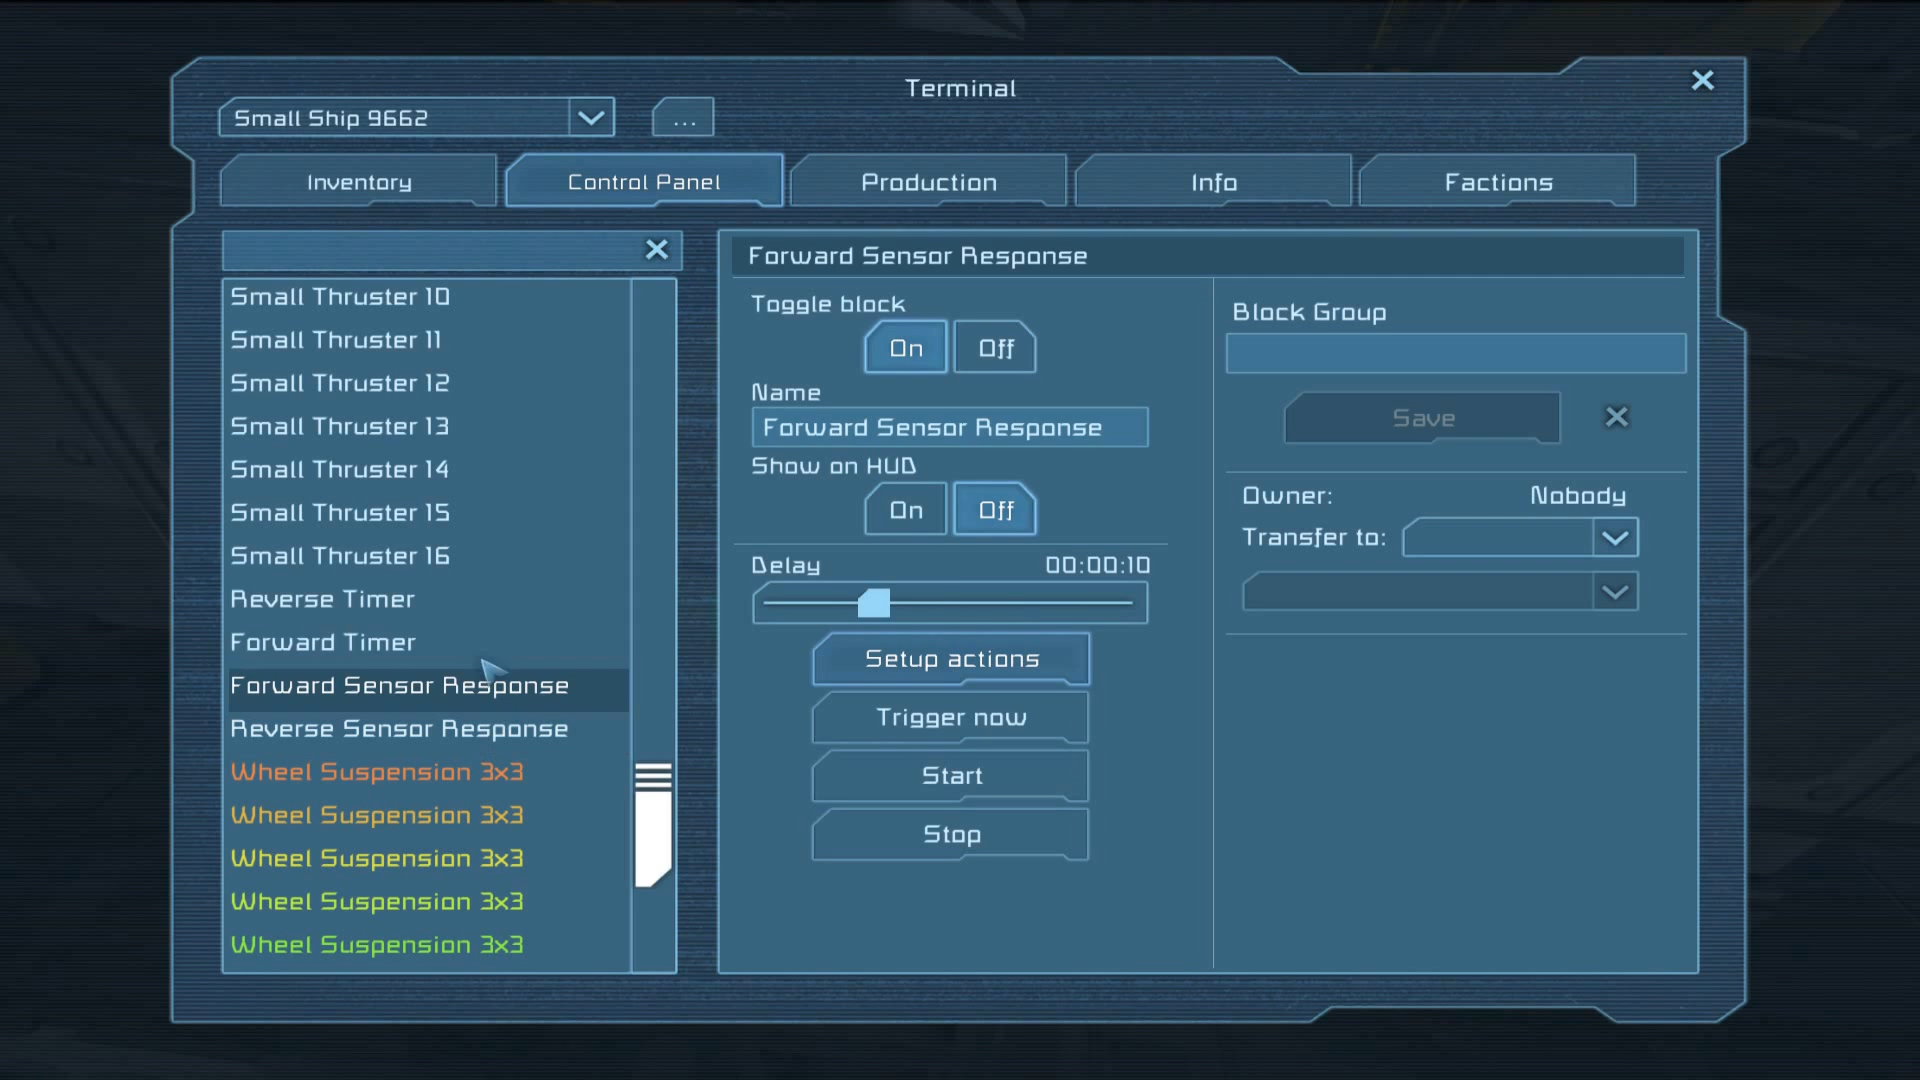 Terminal
Small Ship 9662
...
Inventory
Control Panel
Production
Info
Factions
Small Thruster 10
Small Thruster 11
Small Thruster 12
Small Thruster 13
Small Thruster 14
Small Thruster 15
Small Thruster 16
Reverse Timer
Forward Timer
Forward Sensor Response
Reverse Sensor Response
Wheel Suspension 3x3
Wheel Suspension 3x3
Wheel Suspension 3x3
Wheel Suspension 3x3
Wheel Suspension 3x3
Forward Sensor Response
Toggle block
On
Off
Name
Forward Sensor Response
Show on HUD
On
Off
Delay
00:00:10
Setup actions
Trigger now
Start
Stop
Block Group
Save
Owner:
Nobody
Transfer to: